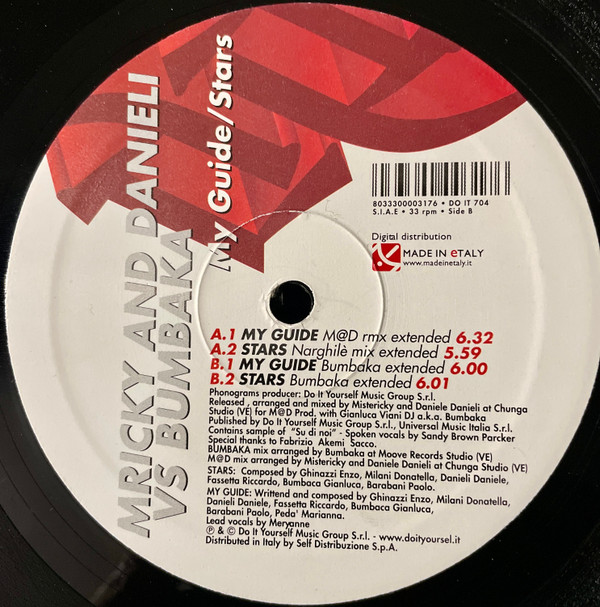 MRICKY AND DANIELI
VS BUMBAKA
My Guide/Stars
8033300003176 • DO IT 704
S.I.A.E • 33 rpm • Side B
Digital distribution
MADE IN eTALY
www.madeinetaly.it
A.1 MY GUIDE M@D rmx extended 6.32
A.2 STARS Narghilè mix extended 5.59
B.1 MY GUIDE Bumbaka extended 6.00
B.2 STARS Bumbaka extended 6.01
Phonograms producer: Do It Yourself Music Group S.r.l.
Released , arranged and mixed by Mistericky and Daniele Danieli at Chunga
Studio (VE) for M@D Prod. with Gianluca Viani DJ a.k.a. Bumbaka
Published by Do It Yourself Music Group S.r.l., Universal Music Italia S.r.l.
Contains sample of "Su di noi" - Spoken vocals by Sandy Brown Parcker
Special thanks to Fabrizio Akemi Sacco.
BUMBAKA mix arranged by Bumbaka at Moove Records Studio (VE)
M@D mix arranged by Mistericky and Daniele Danieli at Chunga Studio (VE)
STARS: Composed by Ghinazzi Enzo, Milani Donatella, Danieli Daniele,
Fassetta Riccardo, Bumbaca Gianluca, Barabani Paolo.
MY GUIDE: Writtend and composed by Ghinazzi Enzo, Milani Donatella,
Danieli Daniele, Fassetta Riccardo, Bumbaca Gianluca,
Barabani Paolo, Peda' Marianna.
Lead vocals by Meryanne
℗ & © Do It Yourself Music Group S.r.l. - www.doityoursel.it
Distributed in Italy by Self Distribuzione S.p.A.